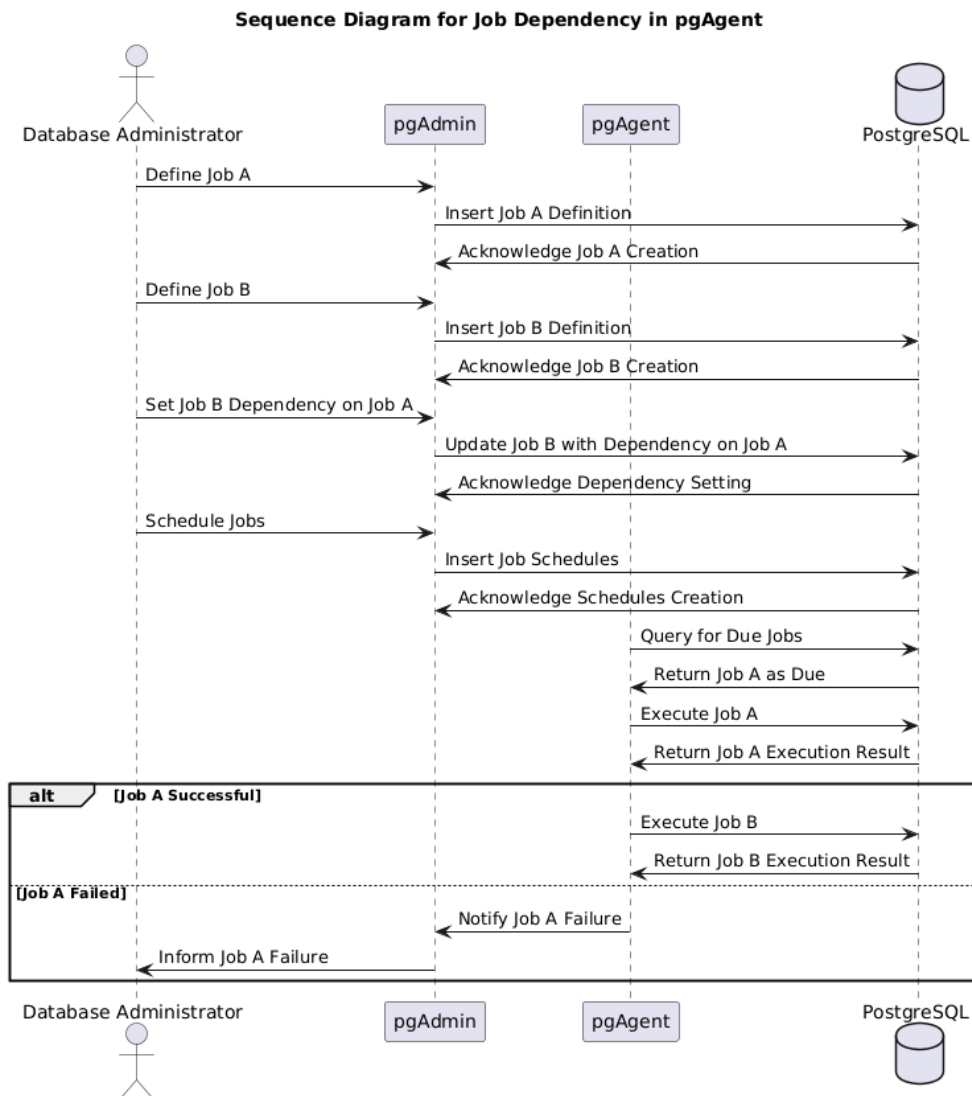 Sequence Diagram for Job Dependency in pgAgent
Database Administrator
pgAdmin
pgAgent
PostgreSQL
Define Job A
Insert Job A Definition
Acknowledge Job A Creation
Define Job B
Insert Job B Definition
Acknowledge Job B Creation
Set Job B Dependency on Job A
Update Job B with Dependency on Job A
Acknowledge Dependency Setting
Schedule Jobs
Insert Job Schedules
Acknowledge Schedules Creation
Query for Due Jobs
Return Job A as Due
Execute Job A
Return Job A Execution Result
alt [Job A Successful]
Execute Job B
Return Job B Execution Result
[Job A Failed]
Notify Job A Failure
Inform Job A Failure
Database Administrator
pgAdmin
pgAgent
PostgreSQL